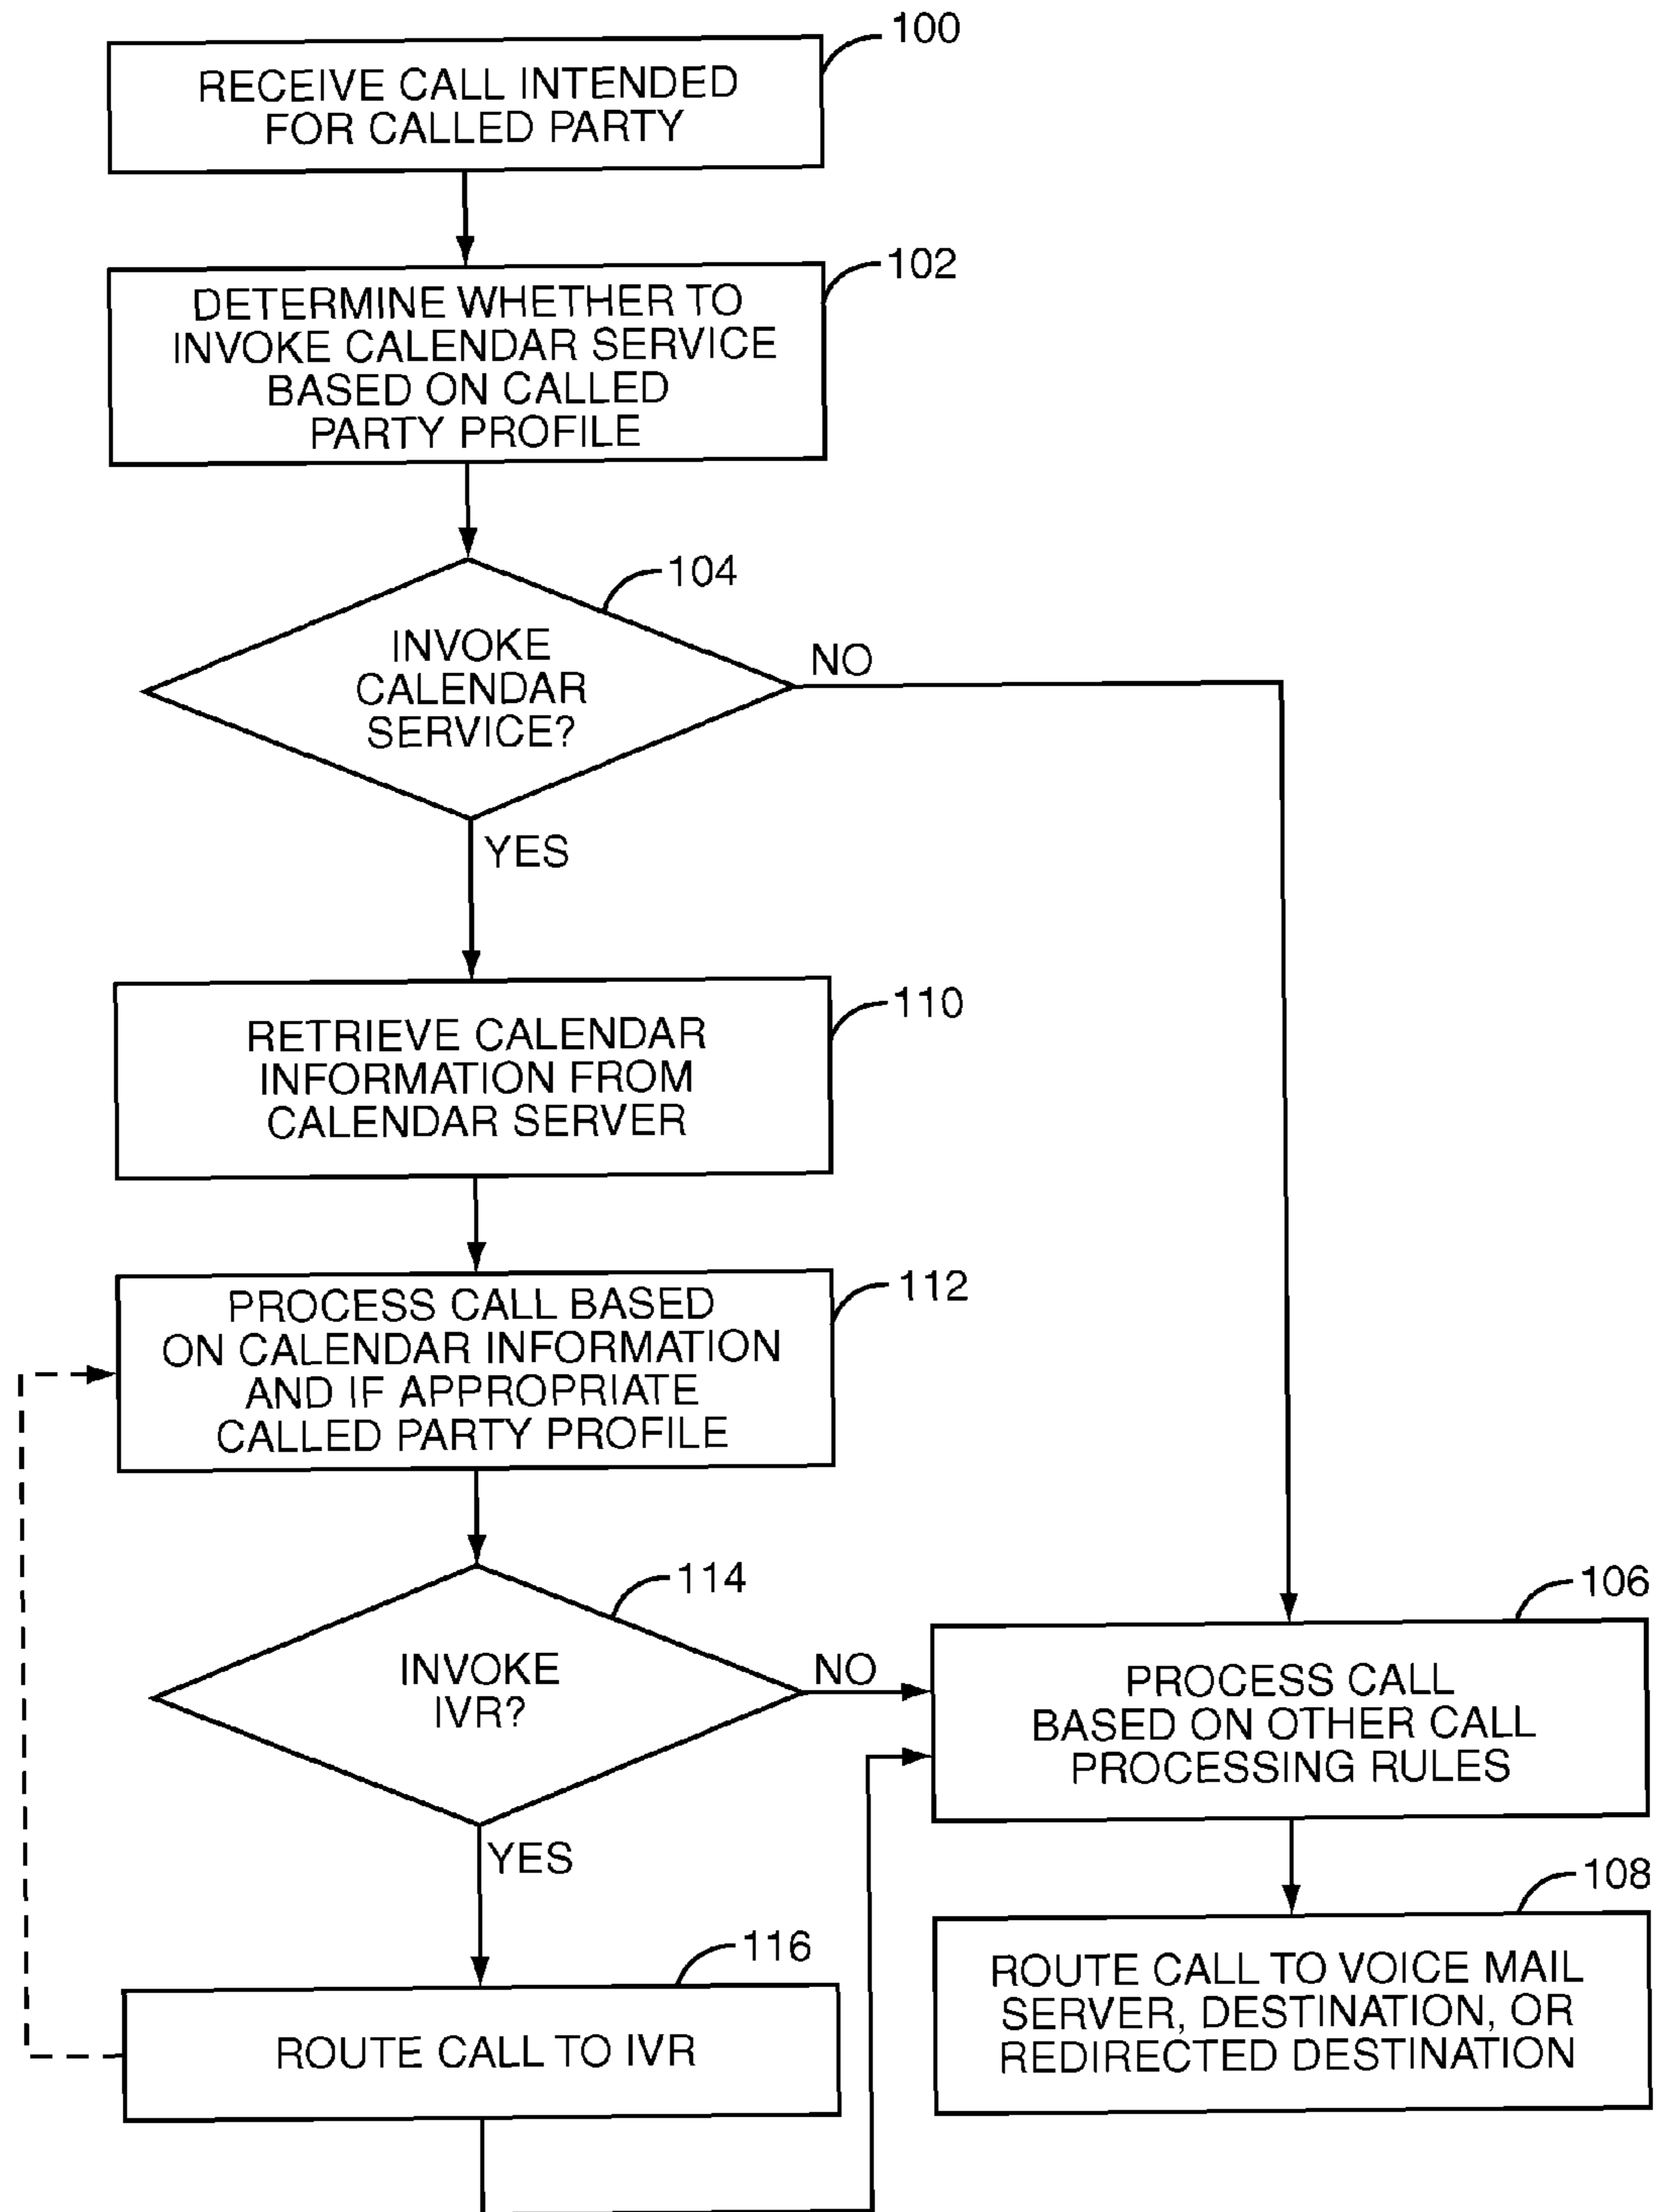 100
RECEIVE CALL INTENDED
FOR CALLED PARTY
102
DETERMINE WHETHER TO
INVOKE CALENDAR SERVICE
BASED ON CALLED
PARTY PROFILE
104
INVOKE
CALENDAR
SERVICE?
NO
YES
110
RETRIEVE CALENDAR
INFORMATION FROM
CALENDAR SERVER
112
PROCESS CALL BASED
ON CALENDAR INFORMATION
AND IF APPROPRIATE
CALLED PARTY PROFILE
114
INVOKE
IVR?
NO
YES
106
PROCESS CALL
BASED ON OTHER CALL
PROCESSING RULES
108
ROUTE CALL TO VOICE MAIL
SERVER, DESTINATION, OR
REDIRECTED DESTINATION
116
ROUTE CALL TO IVR